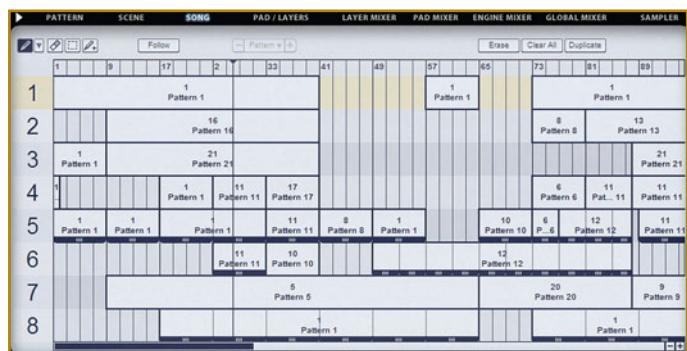 PATTERN SCENE SONG PAD / LAYERS LAYER MIXER PAD MIXER ENGINE MIXER GLOBAL MIXER SAMPLER
Follow Pattern Erase Clear All Duplicate
1 9 17 2 33 41 49 57 65 73 81 89
1 1 1 1
Pattern 1 Pattern 1 Pattern 1
2 16 8 13
Pattern 16 Pattern 8 Pattern 13
3 1 21 21
Pattern 1 Pattern 21 Pattern 21
4 1 1 11 17 6 11 11
Pattern 1 Pattern 11 Pattern 17 Pattern 6 Pat... 11 Pattern 11
5 1 1 1 11 8 1 10 6 12 11
Pattern 1 Pattern 1 Pattern 1 Pattern 11 Pattern 8 Pattern 1 Pattern 10 P...6 Pattern 12 Pattern 11
6 11 10 12
Pattern 11 Pattern 10 Pattern 12
7 5 20 9
Pattern 5 Pattern 20 Pattern 9
8 1 1
Pattern 1 Pattern 1